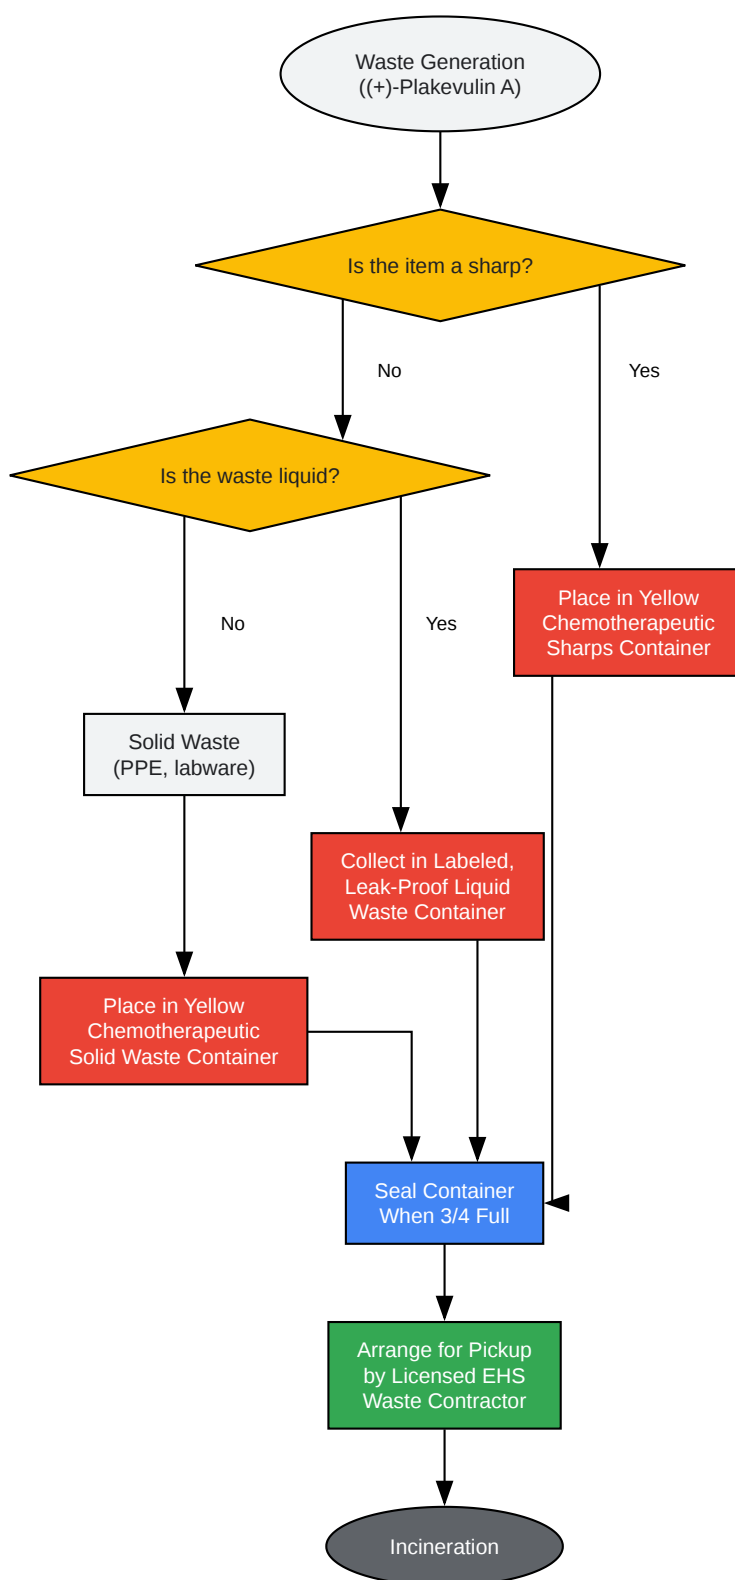 Waste Generation
((+)-Plakevulin A)
Is the item a sharp?
No
Yes
Is the waste liquid?
No
Yes
Place in Yellow
Chemotherapeutic
Sharps Container
Solid Waste
(PPE, labware)
Collect in Labeled,
Leak-Proof Liquid
Waste Container
Place in Yellow
Chemotherapeutic
Solid Waste Container
Seal Container
When 3/4 Full
Arrange for Pickup
by Licensed EHS
Waste Contractor
Incineration